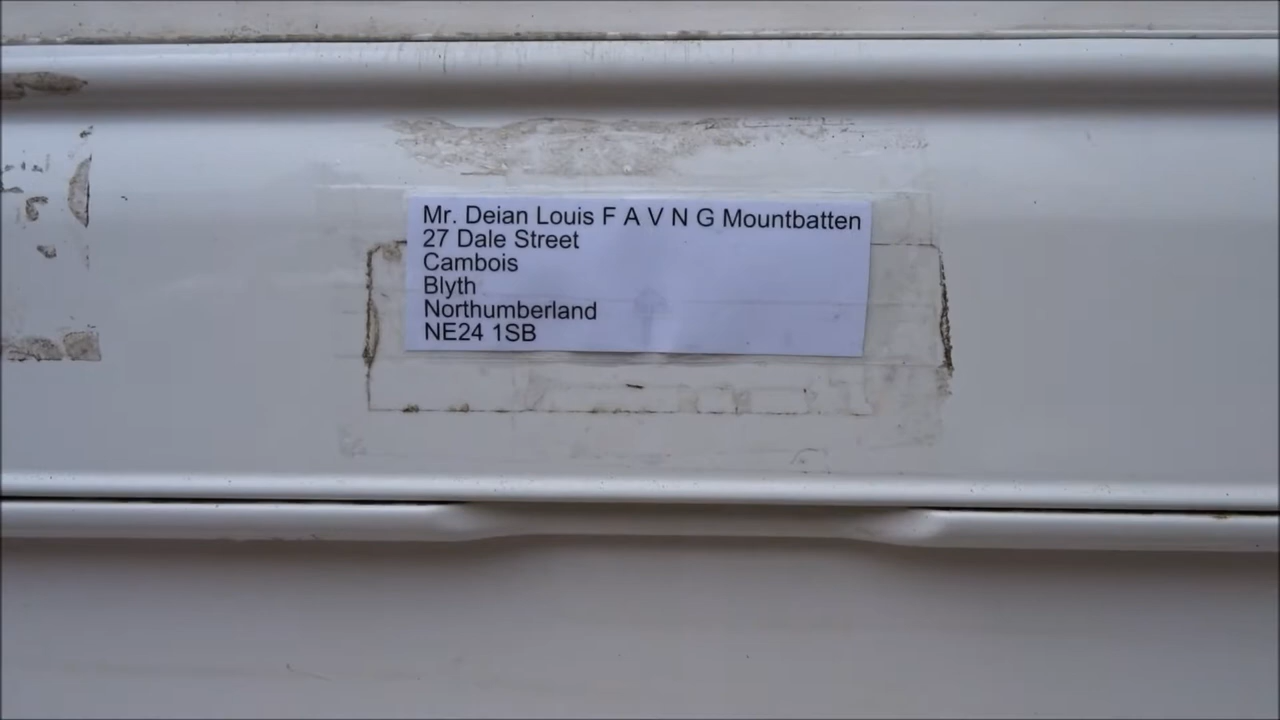 Mr. Deian Louis F A V N G Mountbatten
27 Dale Street
Cambois
Blyth
Northumberland
NE24 1SB